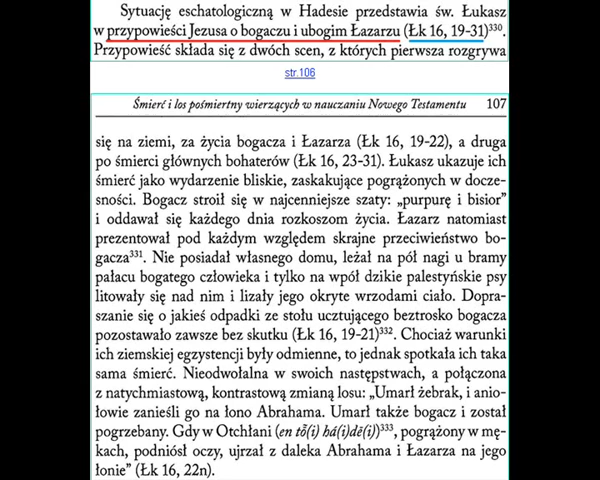 Sytuację eschatologiczną w Hadesie przedstawia św. Łukasz
w przypowieści Jezusa o bogaczu i ubogim Łazarzu (Łk 16, 19-31)³³⁰.
Przypowieść składa się z dwóch scen, z których pierwsza rozgrywa
str.106
Śmierć i los pośmiertny wierzących w nauczaniu Nowego Testamentu 107
się na ziemi, za życia bogacza i Łazarza (Łk 16, 19-22), a druga
po śmierci głównych bohaterów (Łk 16, 23-31). Łukasz ukazuje ich
śmierć jako wydarzenie bliskie, zaskakujące pogrążonych w docze-
sności. Bogacz stroił się w najcenniejsze szaty: „purpurę i bisior”
i oddawał się każdego dnia rozkoszom życia. Łazarz natomiast
prezentował pod każdym względem skrajne przeciwieństwo bo-
gacza³³¹. Nie posiadał własnego domu, leżał na pół nagi u bramy
pałacu bogatego człowieka i tylko na wpół dzikie palestyńskie psy
litowały się nad nim i lizały jego okryte wrzodami ciało. Dopra-
szanie się o jakieś odpadki ze stołu ucztującego beztrosko bogacza
pozostawało zawsze bez skutku (Łk 16, 19-21)³³². Chociaż warunki
ich ziemskiej egzystencji były odmienne, to jednak spotkała ich taka
sama śmierć. Nieodwołalna w swoich następstwach, a połączona
z natychmiastową, kontrastową zmianą losu: „Umarł żebrak, i anio-
łowie zanieśli go na łono Abrahama. Umarł także bogacz i został
pogrzebany. Gdy w Otchłani (en tō̃(i) há(i)dē(i))³³³, pogrążony w mę-
kach, podniósł oczy, ujrzał z daleka Abrahama i Łazarza na jego
łonie” (Łk 16, 22n).